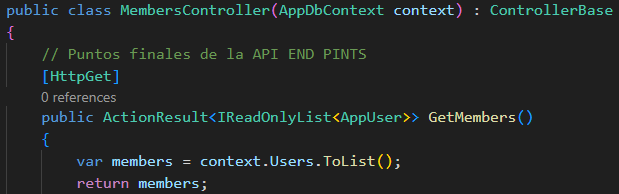 public class MembersController(AppDbContext context) : ControllerBase
{
// Puntos finales de la API END PINTS
[HttpGet]
0 references
public ActionResult<IReadOnlyList<AppUser>> GetMembers()
{
var members = context.Users.ToList();
return members;